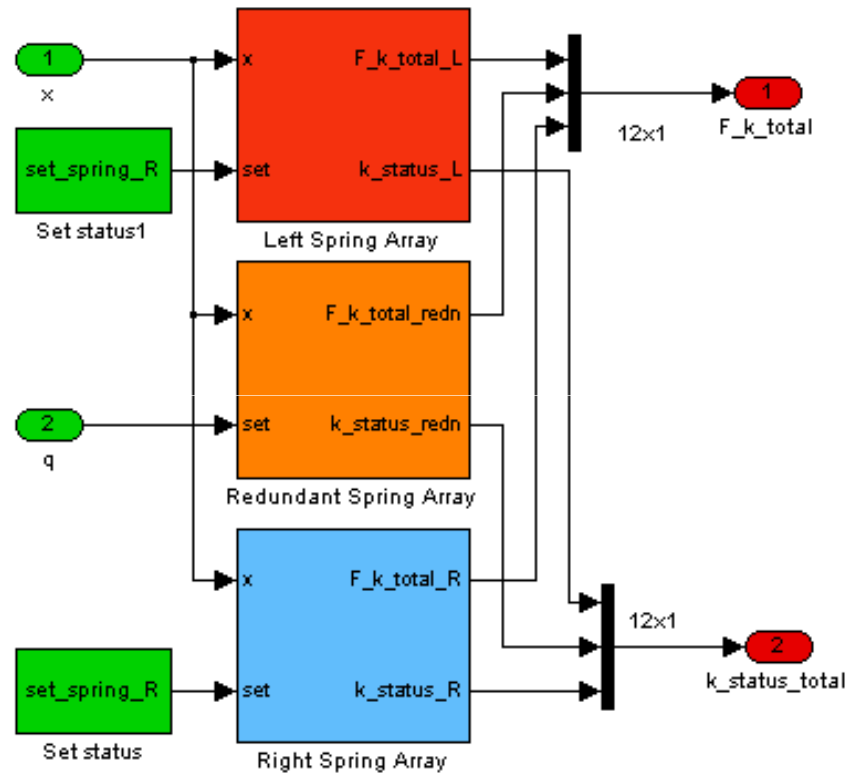 1
x
F_k_total_L
1
x
12x1
F_k_total
set_spring_R
set
k_status_L
Set status1
Left Spring Array
x
F_k_total_redn
2
set
k_status_redn
q
Redundant Spring Array
x
F_k_total_R
12x1
2
k_status_total
set_spring_R
set
k_status_R
Set status
Right Spring Array